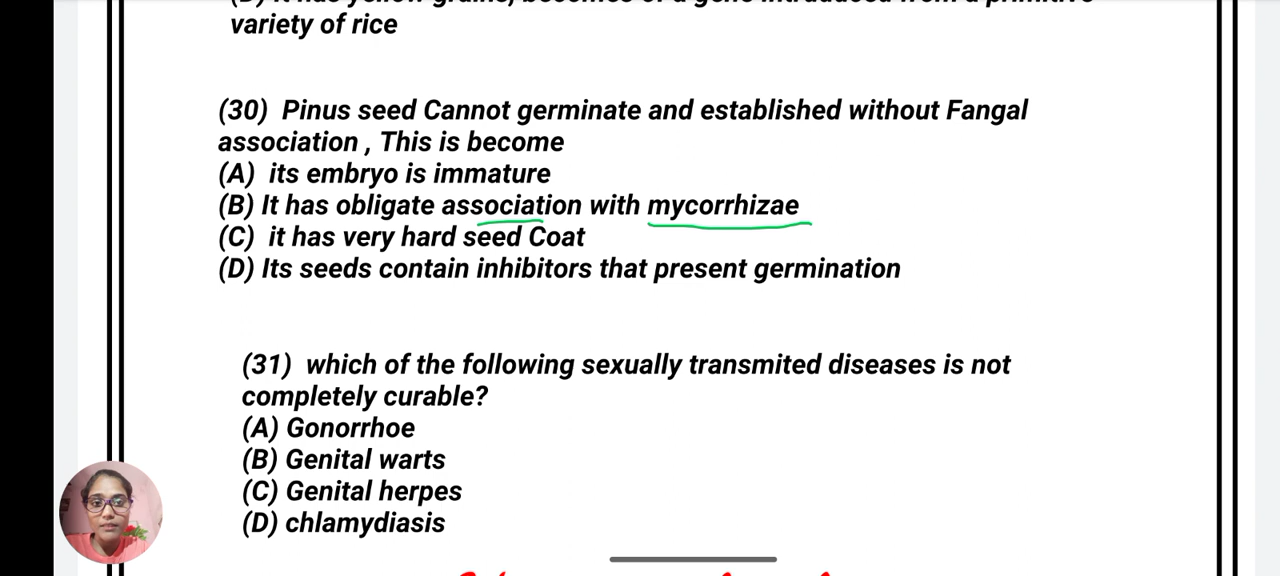 variety of rice
(30) Pinus seed Cannot germinate and established without Fangal
association , This is become
(A) its embryo is immature
(B) It has obligate association with mycorrhizae
(C) it has very hard seed Coat
(D) Its seeds contain inhibitors that present germination
(31) which of the following sexually transmited diseases is not
completely curable?
(A) Gonorrhoe
(B) Genital warts
(C) Genital herpes
(D) chlamydiasis